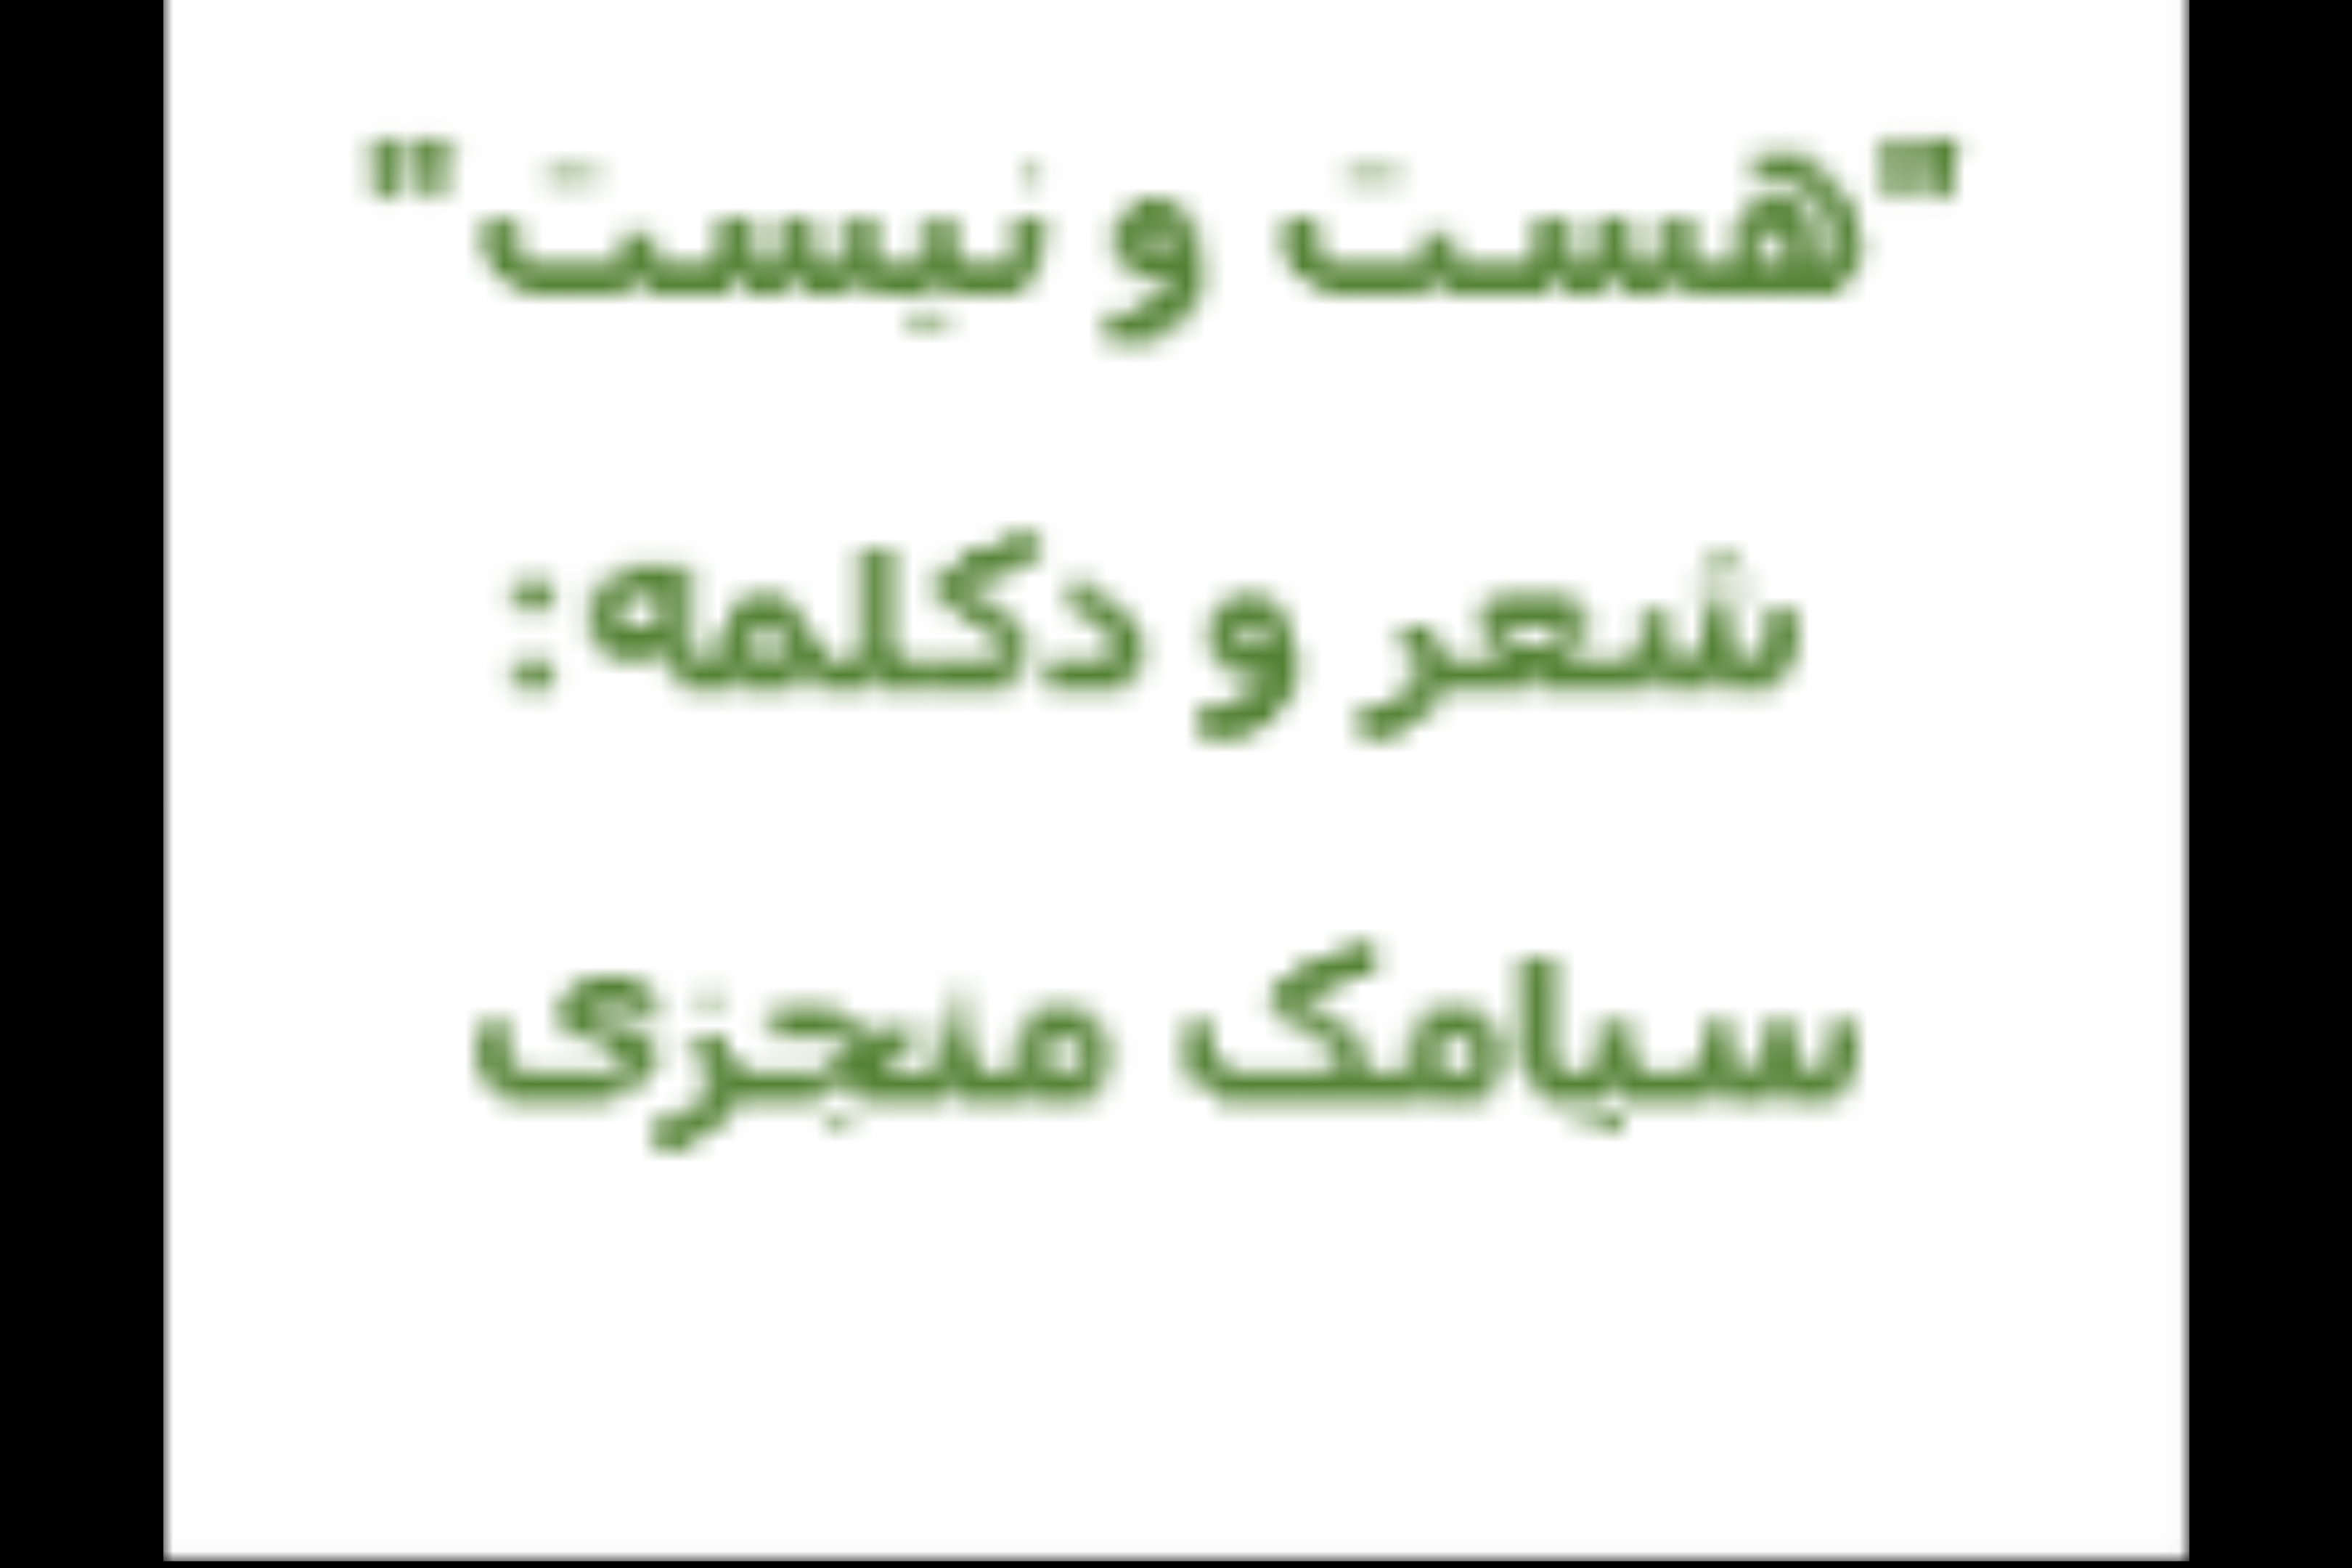 "هست و نیست"
شعر و دکلمه:
سیامک منجزی